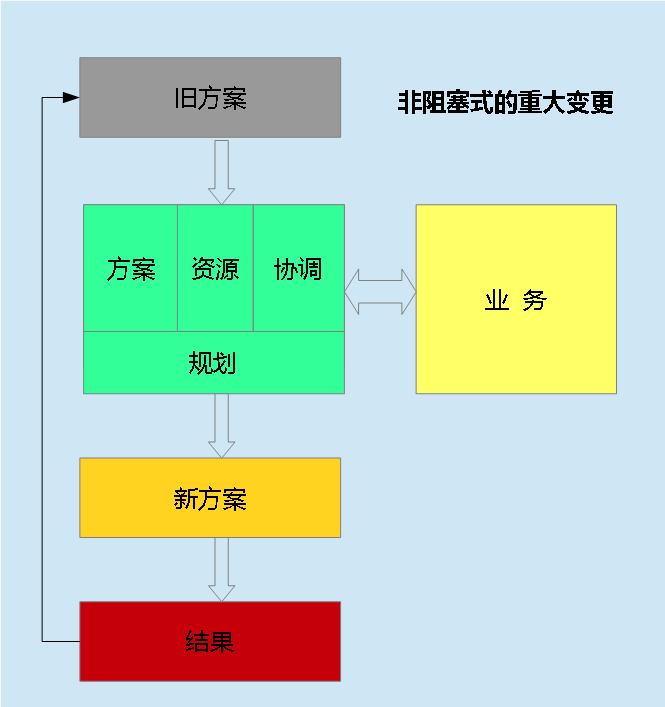 旧方案
非阻塞式的重大变更
方案 资源 协调
业 务
规划
新方案
结果